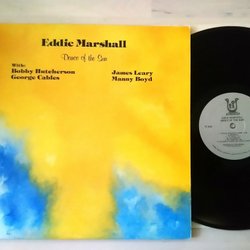 Eddie Marshall
Dance of the Sun
With:
Bobby Hutcherson James Leary
George Cables Manny Boyd